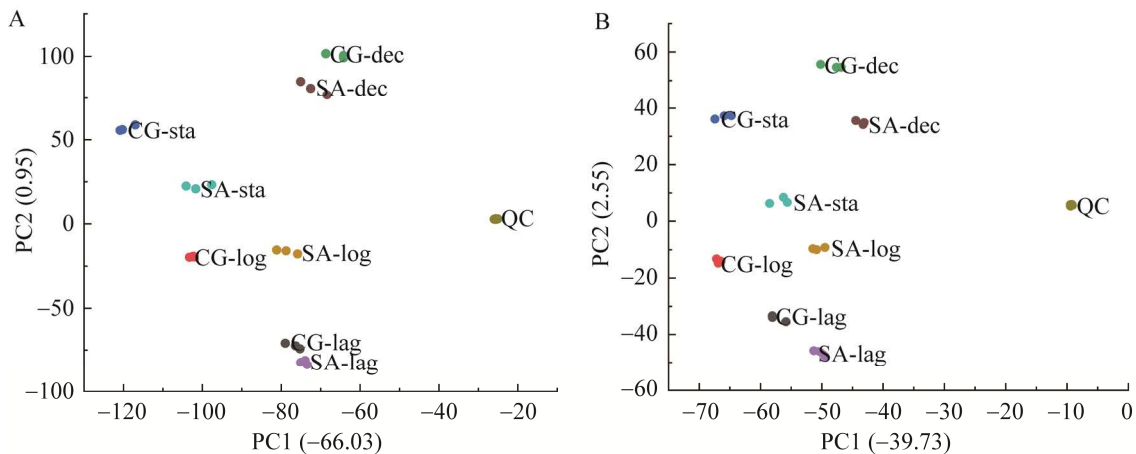 A
PC2 (0.95)
100
50
0
−50
−100
CG-dec
SA-dec
CG-sta
SA-sta
QC
CG-log
SA-log
CG-lag
SA-lag
−120 −100 −80 −60 −40 −20
PC1 (−66.03)
B
PC2 (2.55)
60
40
20
0
−20
−40
−60
CG-dec
CG-sta
SA-dec
SA-sta
QC
SA-log
CG-log
CG-lag
SA-lag
−70 −60 −50 −40 −30 −20 −10 0
PC1 (−39.73)